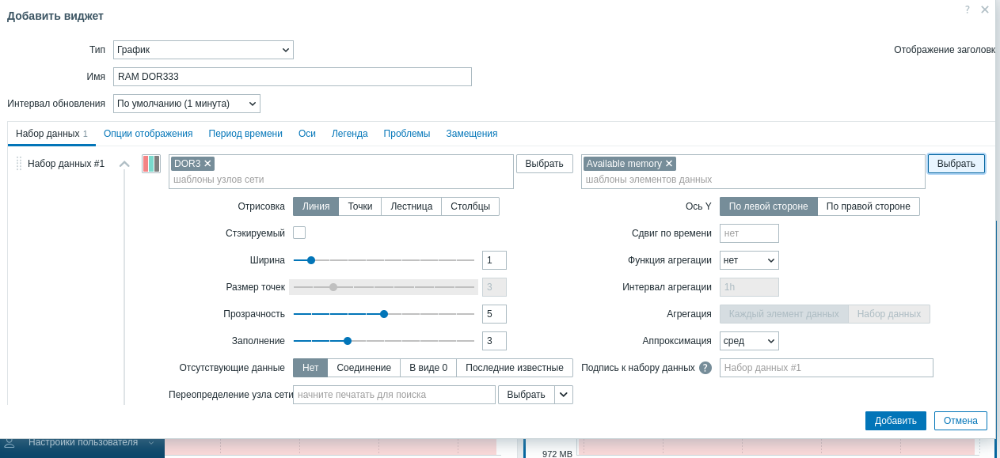 Добавить виджет
?
Тип График Отображение заголовк
Имя RAM DOR333
Интервал обновления По умолчанию (1 минута)
Набор данных 1 Опции отображения Период времени Оси Легенда Проблемы Замещения
Набор данных #1 DOR3 Выбрать Available memory Выбрать
шаблоны узлов сети шаблоны элементов данных
Отрисовка Линия Точки Лестница Столбцы Ось Y По левой стороне По правой стороне
Стэкируемый Сдвиг по времени нет
Ширина 1 Функция агрегации нет
Размер точек 3 Интервал агрегации 1h
Прозрачность 5 Агрегация Каждый элемент данных Набор данных
Заполнение 3 Аппроксимация сред
Отсутствующие данные Нет Соединение В виде 0 Последние известные Подпись к набору данных ? Набор данных #1
Переопределение узла сети начните печатать для поиска Выбрать
Добавить Отмена
Настройки пользователя
972 MB